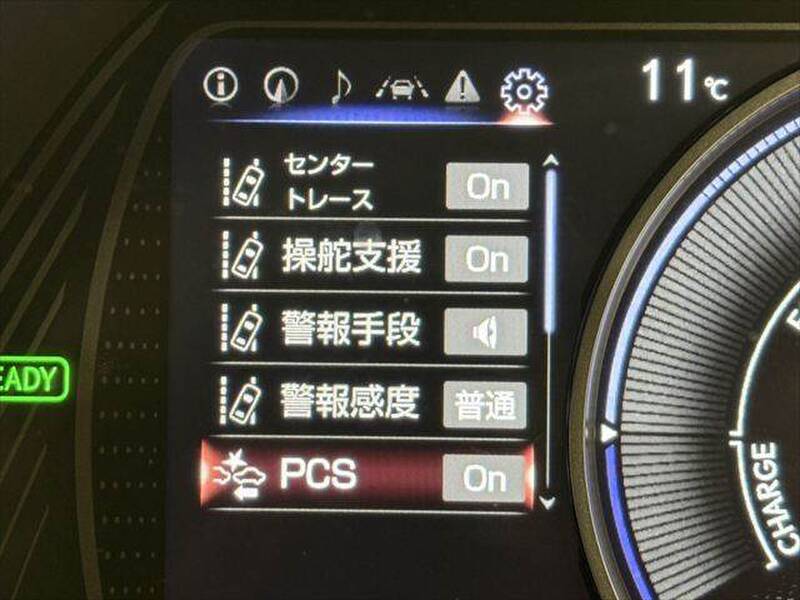 11℃
センター
トレース
On
操舵支援 On
警報手段
警報感度 普通
PCS On
EADY
CHARGE